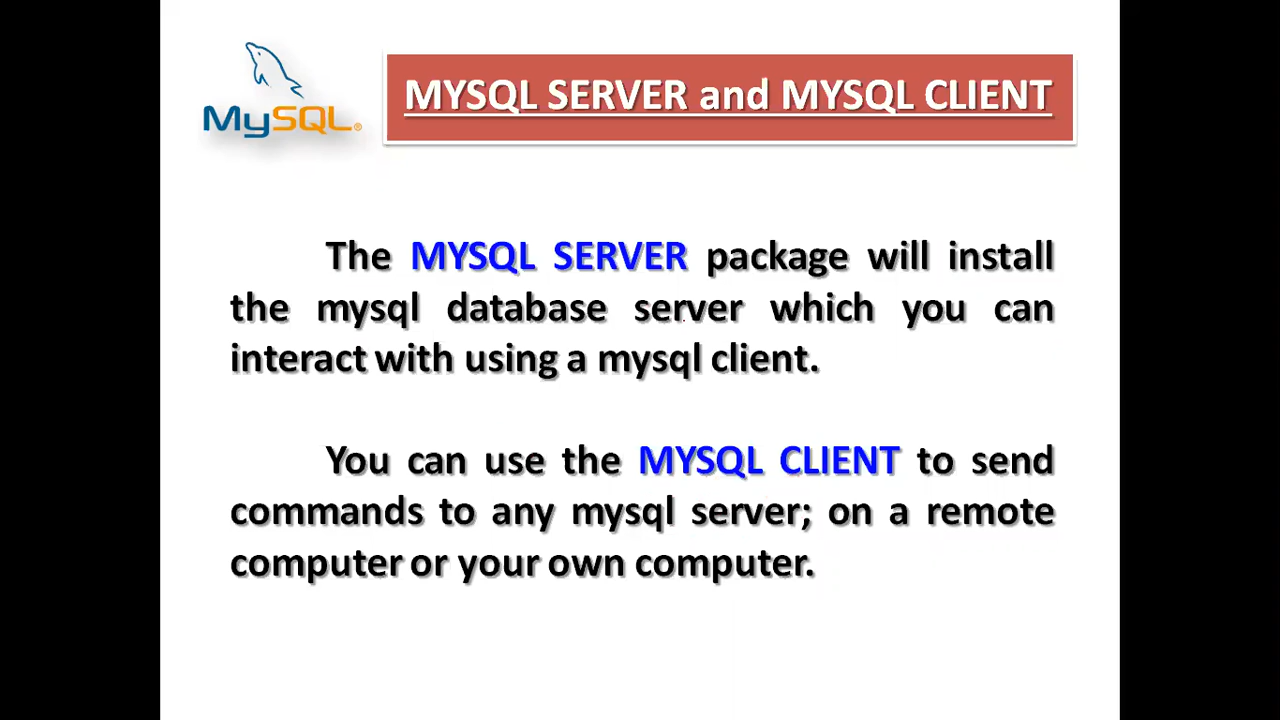 MySQL®
MYSQL SERVER and MYSQL CLIENT
The MYSQL SERVER package will install
the mysql database server which you can
interact with using a mysql client.
You can use the MYSQL CLIENT to send
commands to any mysql server; on a remote
computer or your own computer.